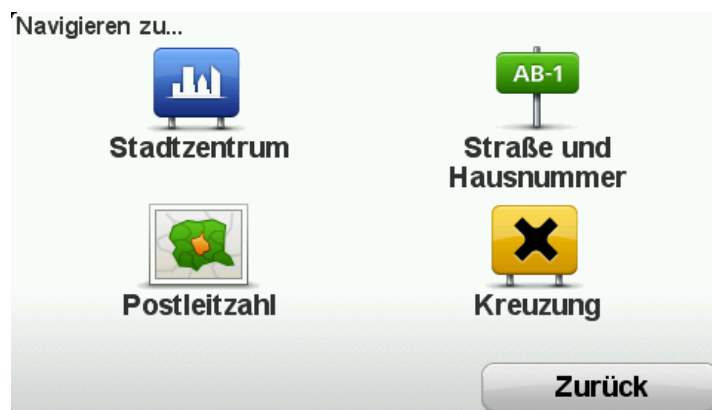 Navigieren zu...
AB-1
Stadtzentrum
Straße und
Hausnummer
Postleitzahl
Kreuzung
Zurück